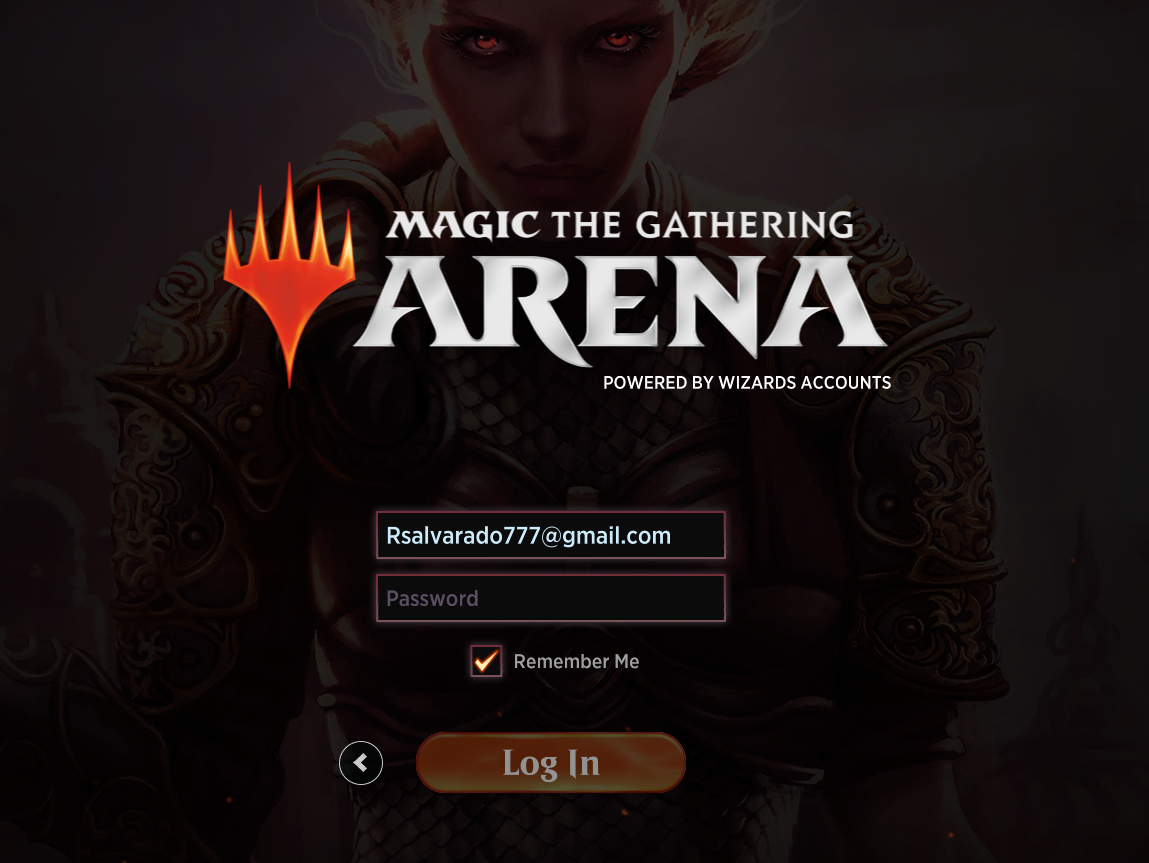 MAGIC THE GATHERING
ARENA
POWERED BY WIZARDS ACCOUNTS
Rsalvarado777@gmail.com
Password
Remember Me
Log In